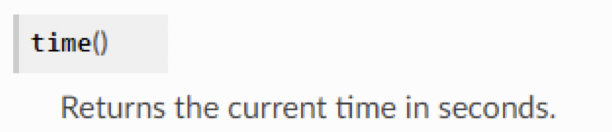 time()
Returns the current time in seconds.